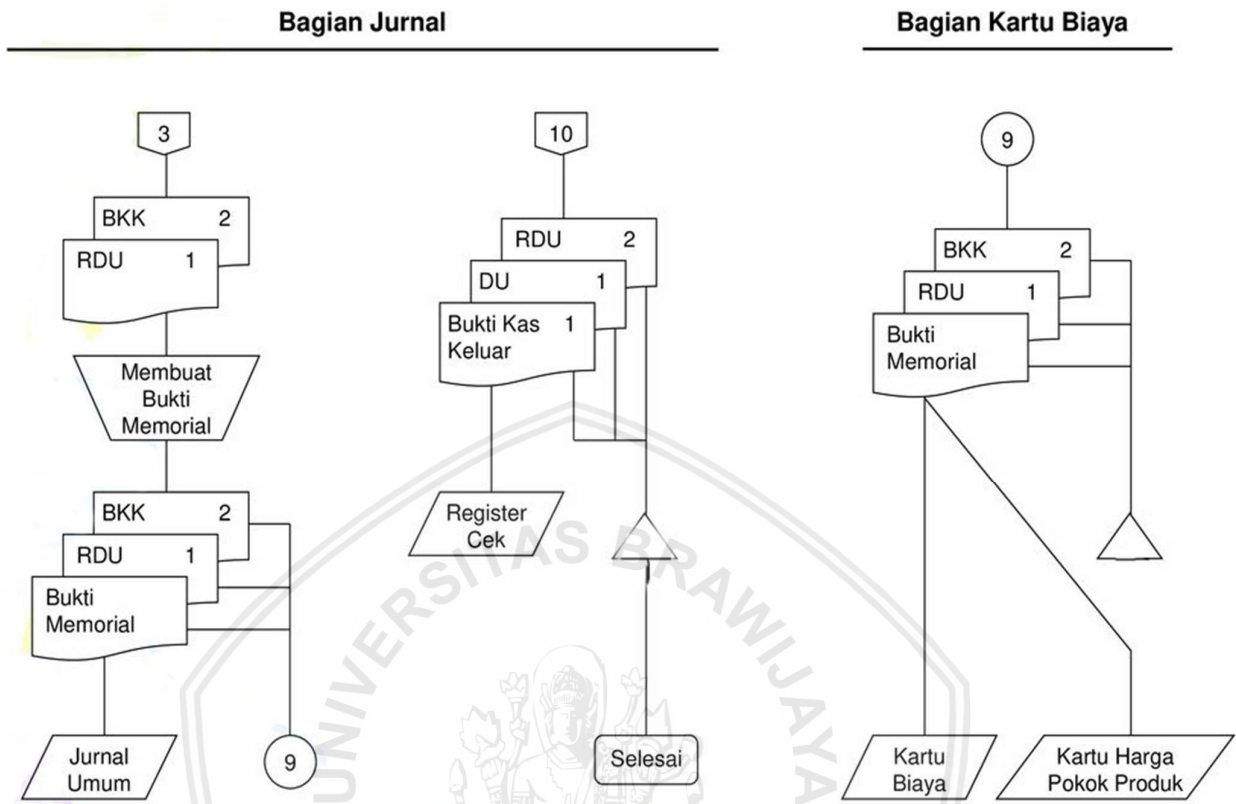 Bagian Jurnal
3
BKK 2
RDU 1
Membuat
Bukti
Memorial
BKK 2
RDU 1
Bukti
Memorial
Jurnal
Umum
9
10
RDU 2
DU 1
Bukti Kas 1
Keluar
Register
Cek
Selesai
Bagian Kartu Biaya
9
BKK 2
RDU 1
Bukti
Memorial
Kartu
Biaya
Kartu Harga
Pokok Produk
UNIVERSITAS BRAWIJAYA